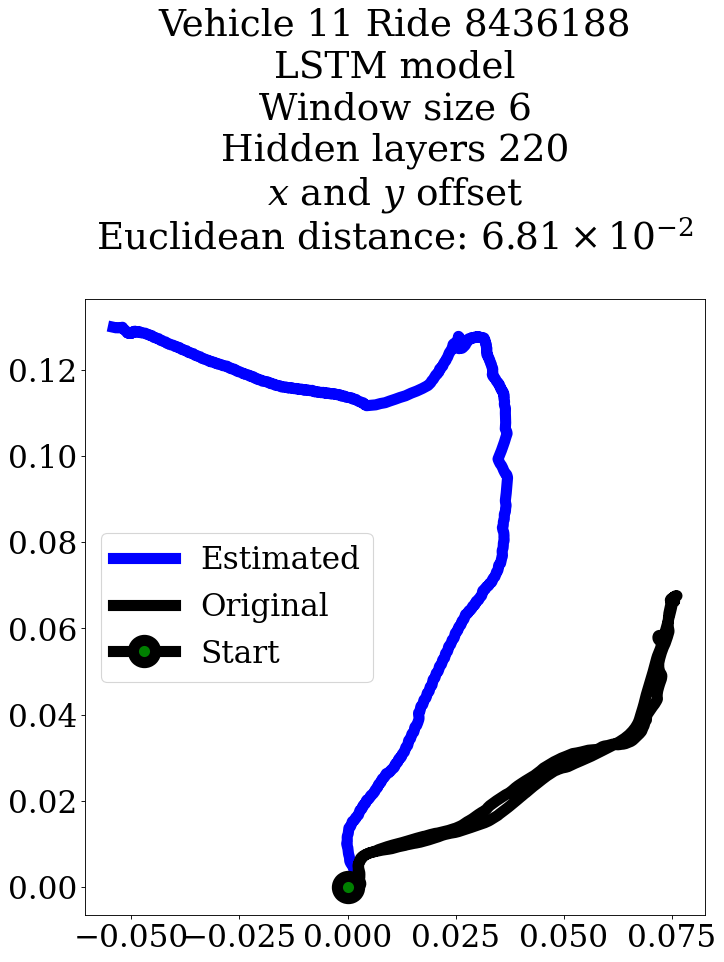 Vehicle 11 Ride 8436188
LSTM model
Window size 6
Hidden layers 220
x and y offset
Euclidean distance: 6.81 × 10⁻²
0.12
0.10
0.08
0.06
0.04
0.02
0.00
Estimated
Original
Start
−0.050 −0.025 0.000 0.025 0.050 0.075